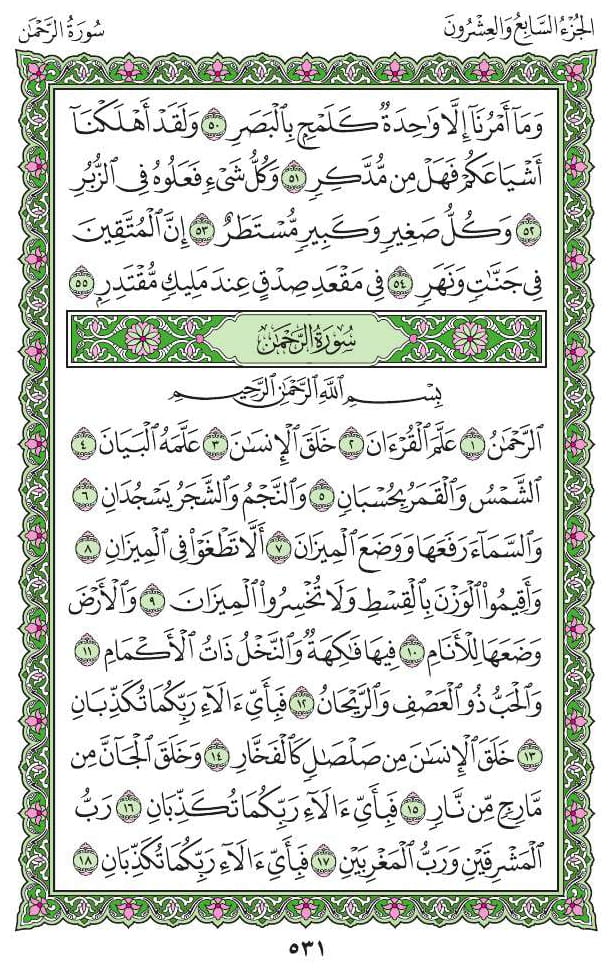 الجُزْءُ السَّابِعُ وَالعِشْرُونَ
سُورَةُ الرَّحْمَٰن
وَمَآ أَمْرُنَآ إِلَّا وَٰحِدَةٌ كَلَمْحِۭ بِٱلْبَصَرِ ٥٠ وَلَقَدْ أَهْلَكْنَآ
أَشْيَاعَكُمْ فَهَلْ مِن مُّدَّكِرٍ ٥١ وَكُلُّ شَىْءٍ فَعَلُوهُ فِى ٱلزُّبُرِ
٥٢ وَكُلُّ صَغِيرٍ وَكَبِيرٍ مُّسْتَطَرٌ ٥٣ إِنَّ ٱلْمُتَّقِينَ
فِى جَنَّٰتٍ وَنَهَرٍ ٥٤ فِى مَقْعَدِ صِدْقٍ عِندَ مَلِيكٍ مُّقْتَدِرٍۭ ٥٥
سُورَةُ الرَّحْمَٰن
بِسْمِ ٱللَّهِ ٱلرَّحْمَٰنِ ٱلرَّحِيمِ
ٱلرَّحْمَٰنُ ١ عَلَّمَ ٱلْقُرْءَانَ ٢ خَلَقَ ٱلْإِنسَٰنَ ٣ عَلَّمَهُ ٱلْبَيَانَ ٤
ٱلشَّمْسُ وَٱلْقَمَرُ بِحُسْبَانٍ ٥ وَٱلنَّجْمُ وَٱلشَّجَرُ يَسْجُدَانِ ٦
وَٱلسَّمَآءَ رَفَعَهَا وَوَضَعَ ٱلْمِيزَانَ ٧ أَلَّا تَطْغَوْا۟ فِى ٱلْمِيزَانِ ٨
وَأَقِيمُوا۟ ٱلْوَزْنَ بِٱلْقِسْطِ وَلَا تُخْسِرُوا۟ ٱلْمِيزَانَ ٩ وَٱلْأَرْضَ
وَضَعَهَا لِلْأَنَامِ ١٠ فِيهَا فَٰكِهَةٌ وَٱلنَّخْلُ ذَاتُ ٱلْأَكْمَامِ ١١
وَٱلْحَبُّ ذُو ٱلْعَصْفِ وَٱلرَّيْحَانُ ١٢ فَبِأَىِّ ءَالَآءِ رَبِّكُمَا تُكَذِّبَانِ
١٣ خَلَقَ ٱلْإِنسَٰنَ مِن صَلْصَٰلٍ كَٱلْفَخَّارِ ١٤ وَخَلَقَ ٱلْجَآنَّ مِن
مَّارِجٍ مِّن نَّارٍ ١٥ فَبِأَىِّ ءَالَآءِ رَبِّكُمَا تُكَذِّبَانِ ١٦ رَبُّ
ٱلْمَشْرِقَيْنِ وَرَبُّ ٱلْمَغْرِبَيْنِ ١٧ فَبِأَىِّ ءَالَآءِ رَبِّكُمَا تُكَذِّبَانِ ١٨
٥٣١